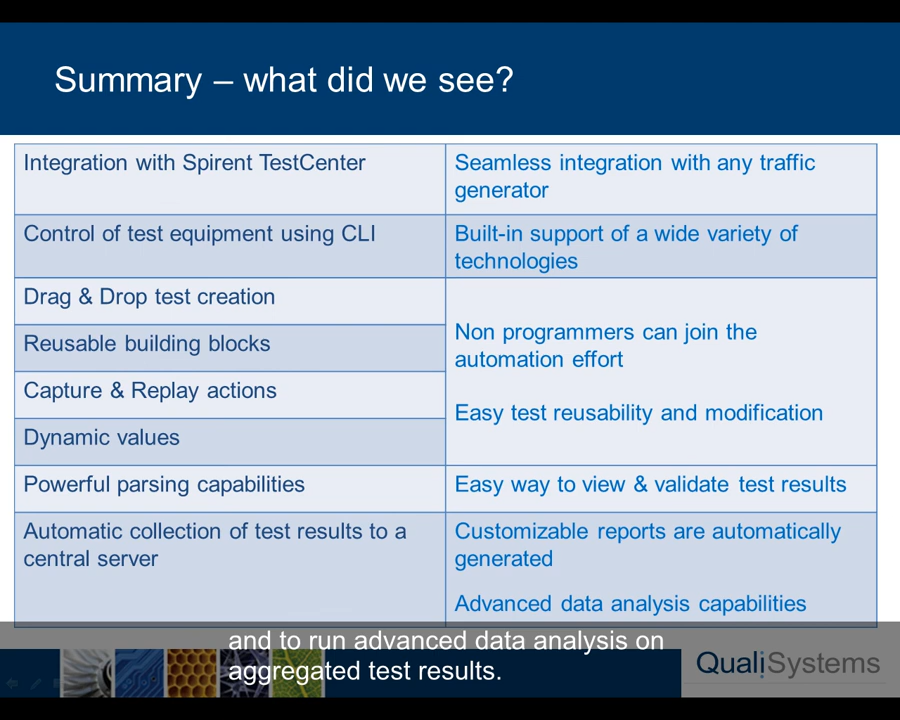 Summary – what did we see?
Integration with Spirent TestCenter
Seamless integration with any traffic
generator
Control of test equipment using CLI
Built-in support of a wide variety of
technologies
Drag & Drop test creation
Reusable building blocks
Capture & Replay actions
Dynamic values
Non programmers can join the
automation effort
Easy test reusability and modification
Powerful parsing capabilities
Easy way to view & validate test results
Automatic collection of test results to a
central server
Customizable reports are automatically
generated
Advanced data analysis capabilities
and to run advanced data analysis on
aggregated test results.
QualiSystems